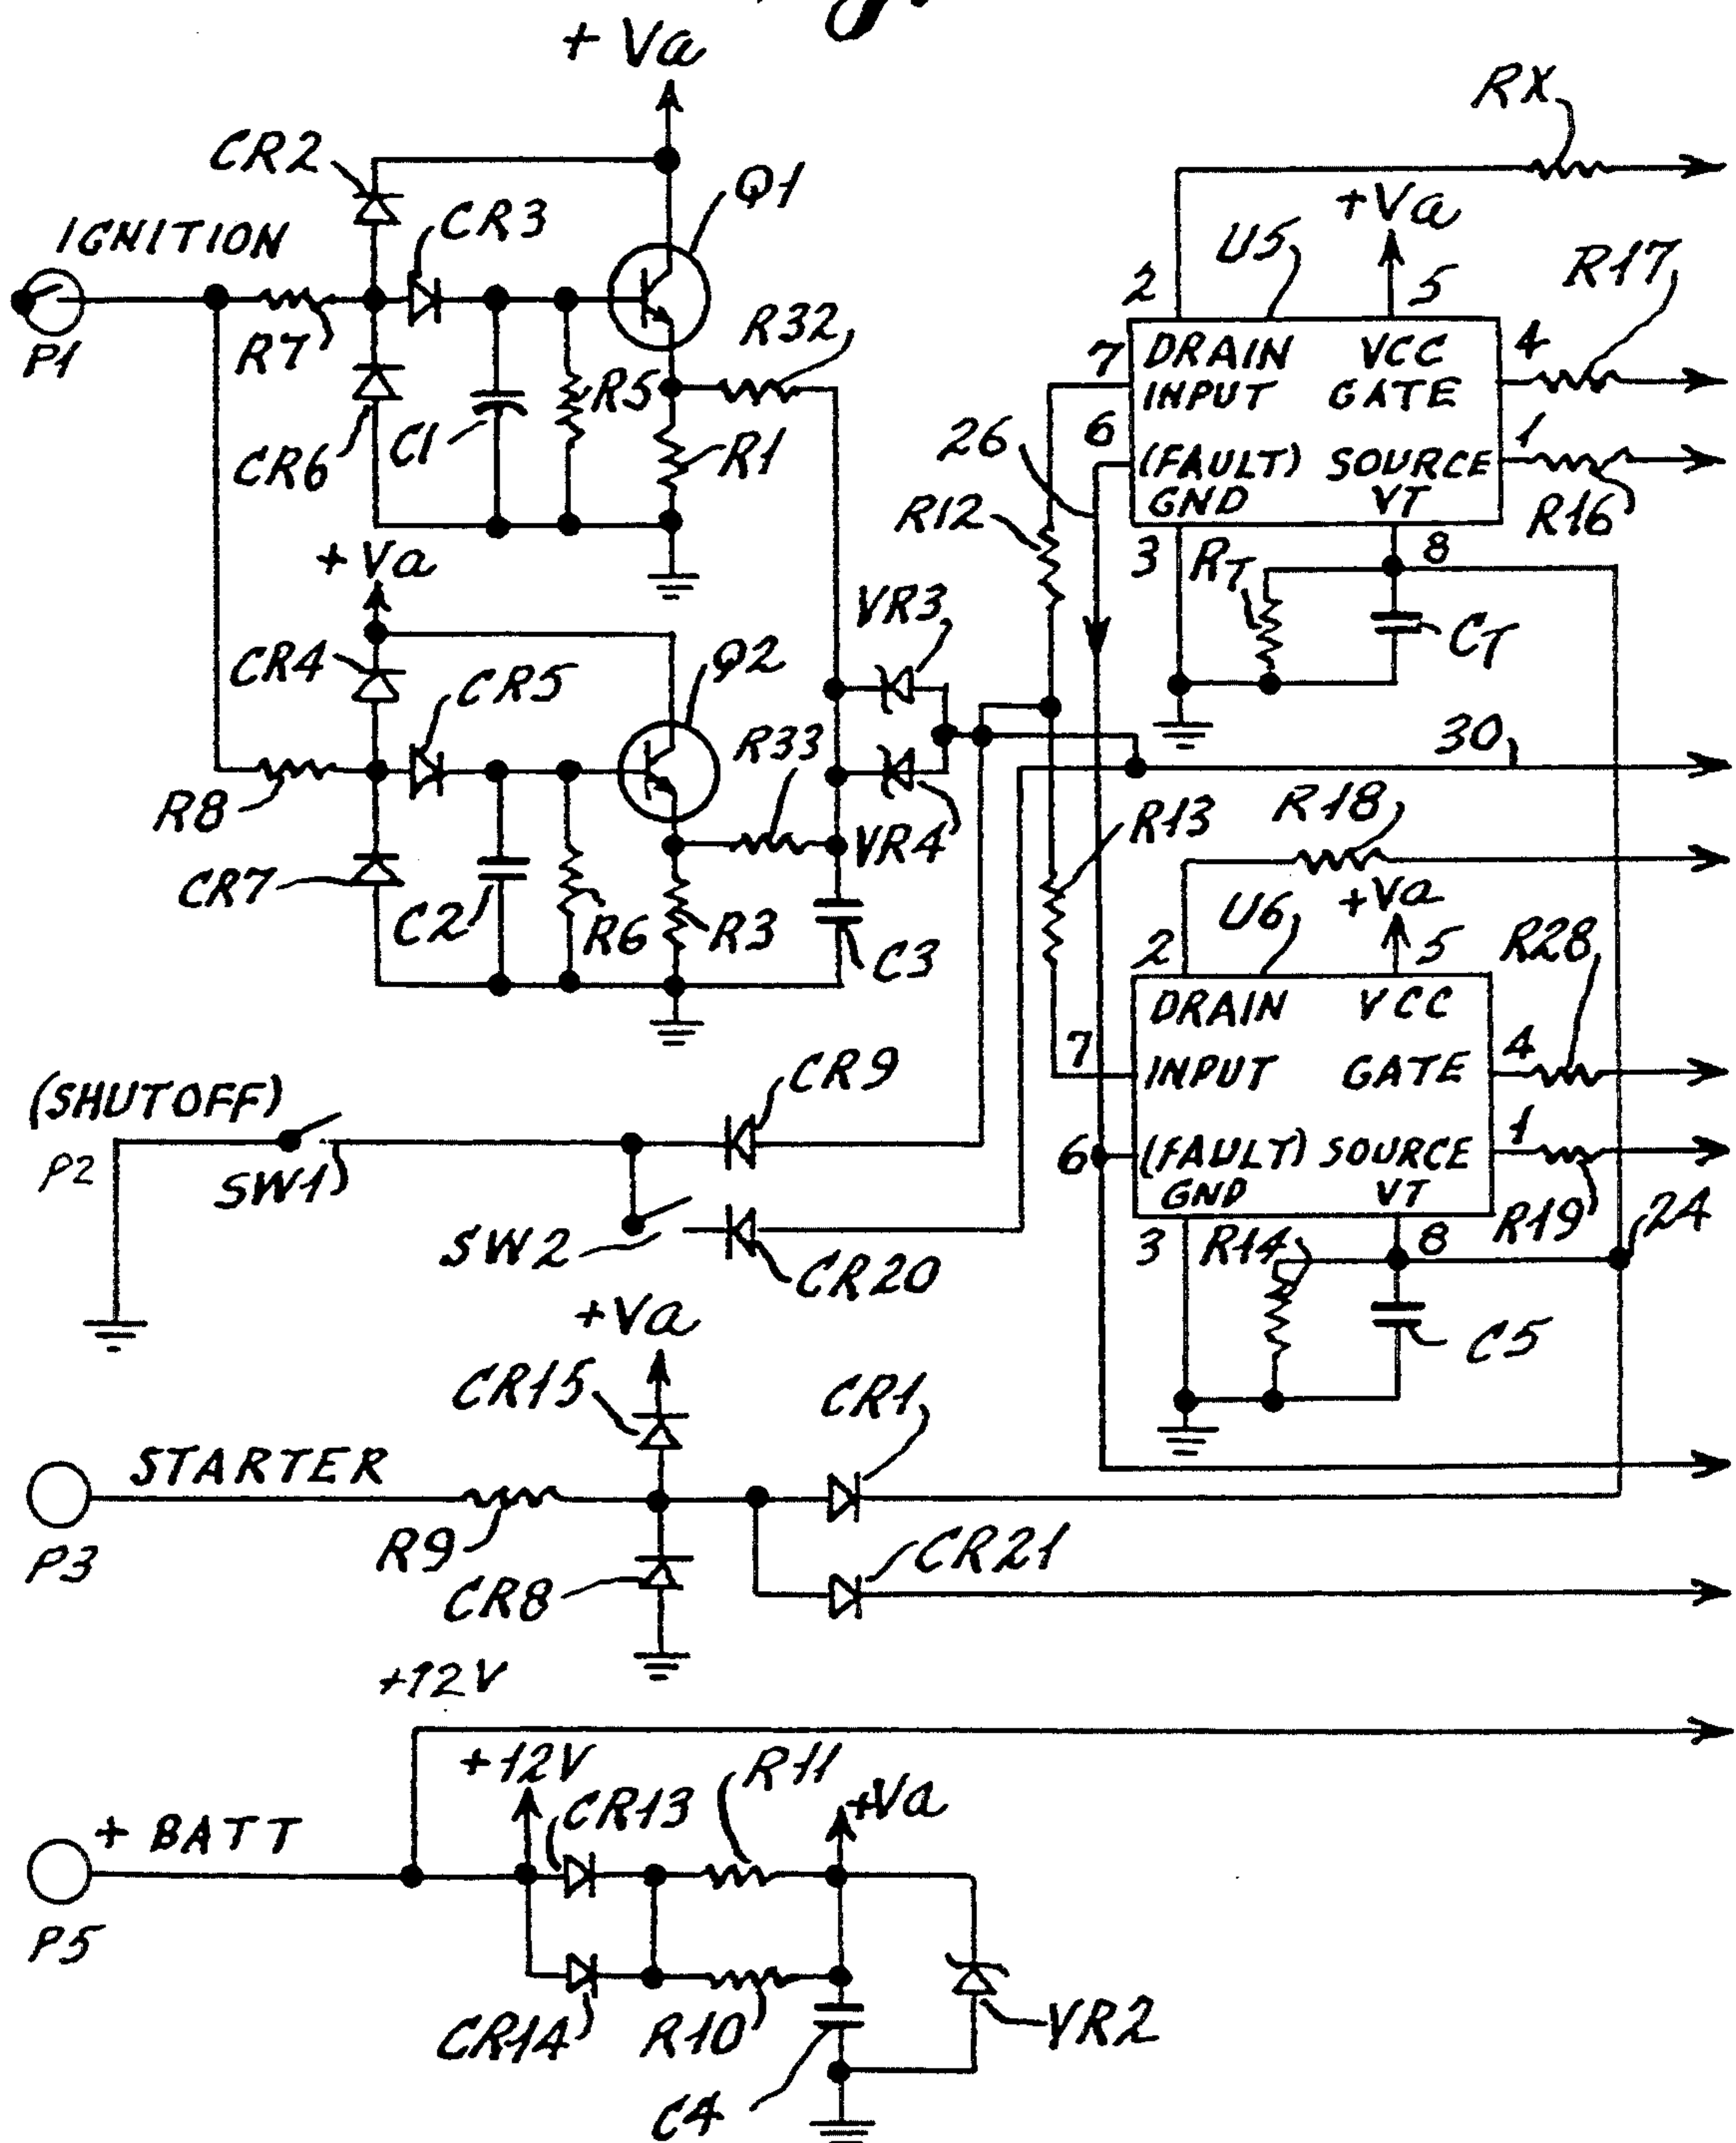 + Va
RX
CR2
Q1
IGNITION
CR3
+Va
U5
R17
2
5
P1
R7
R32
7
DRAIN VCC
4
INPUT GATE
R5
CR6
C1
R1
26
6
(FAULT) SOURCE
1
GND VT
R12
R16
+ Va
3
RT
8
VR3
CT
CR4
CR5
Q2
R33
30
R8
VR4
R13
R18
CR7
C2
R6
R3
C3
U6
+Va
2
5
R28
DRAIN VCC
7
INPUT GATE
4
CR9
(SHUTOFF)
P2
SW1
6
(FAULT) SOURCE
1
GND VT
SW2
CR20
3
R14
8
R19
24
+Va
C5
CR15
CR1
STARTER
P3
R9
CR8
CR21
+12V
+12V
R11
CR13
+Va
+ BATT
P5
CR14
R10
VR2
C4